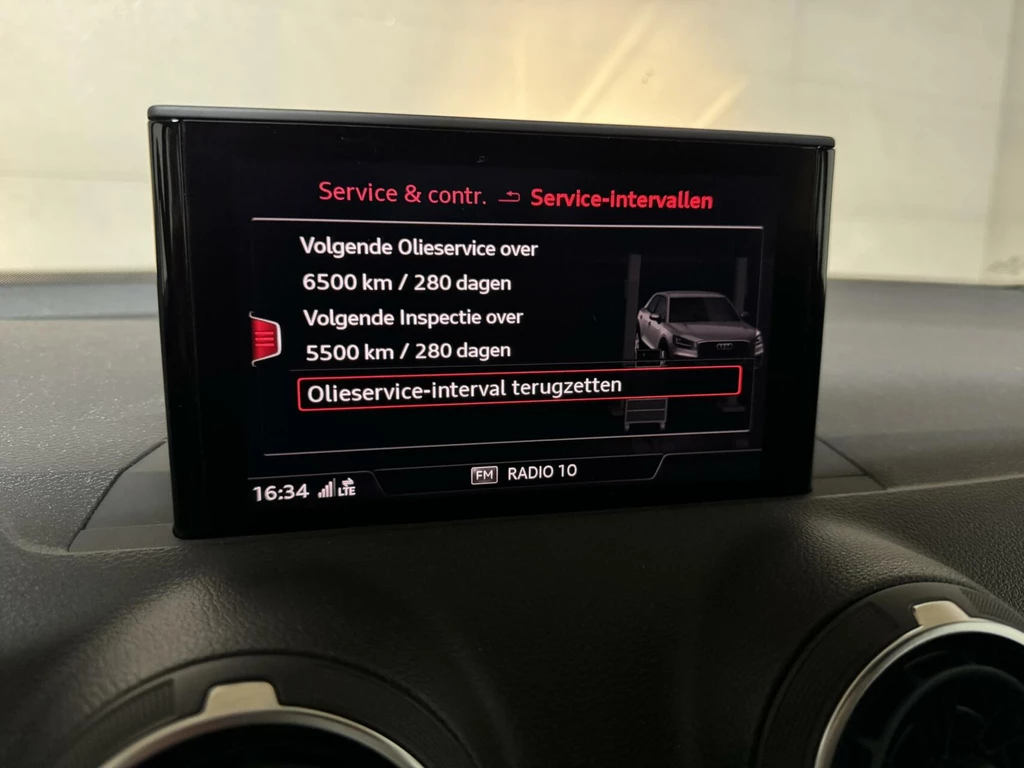 Service & contr. Service-intervallen
Volgende Olieservice over
6500 km / 280 dagen
Volgende Inspectie over
5500 km / 280 dagen
Olieservice-interval terugzetten
FM RADIO 10
16:34 LTE